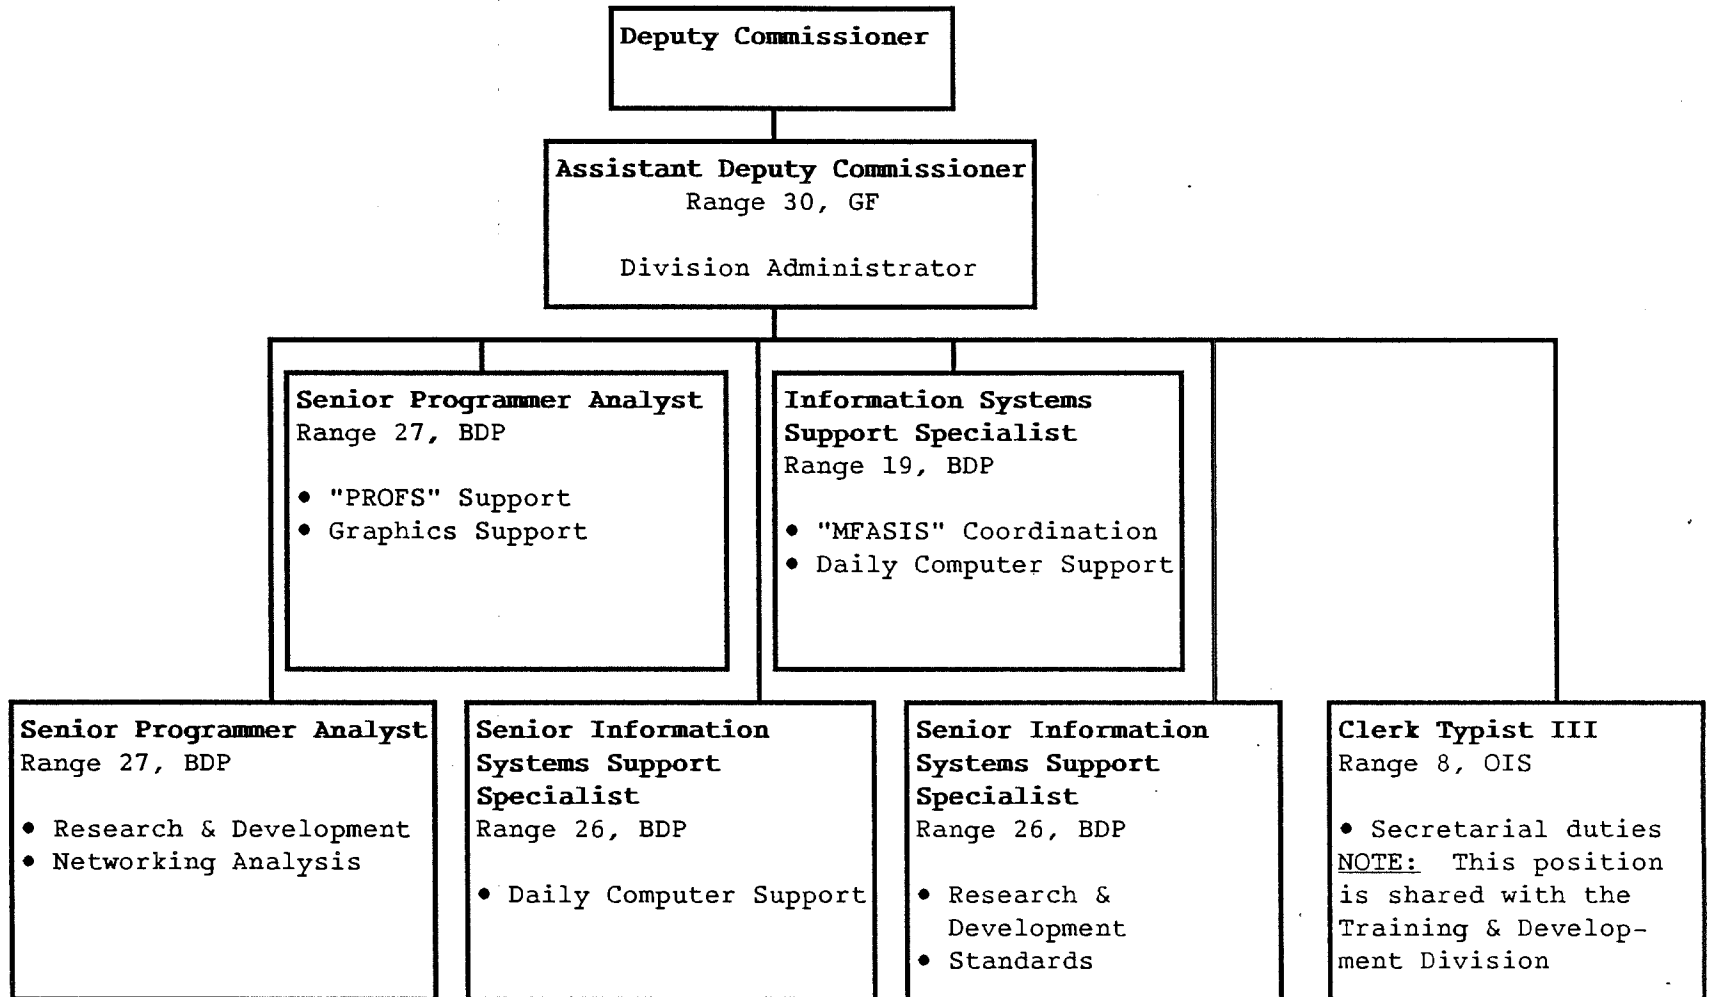 Deputy Commissioner
Assistant Deputy Commissioner
Range 30, GF
Division Administrator
Senior Programmer Analyst
Range 27, BDP
• "PROFS" Support
• Graphics Support
Information Systems
Support Specialist
Range 19, BDP
• "MFASIS" Coordination
• Daily Computer Support
Senior Programmer Analyst
Range 27, BDP
• Research & Development
• Networking Analysis
Senior Information
Systems Support
Specialist
Range 26, BDP
• Daily Computer Support
Senior Information
Systems Support
Specialist
Range 26, BDP
• Research &
Development
• Standards
Clerk Typist III
Range 8, OIS
• Secretarial duties
NOTE: This position
is shared with the
Training & Develop-
ment Division